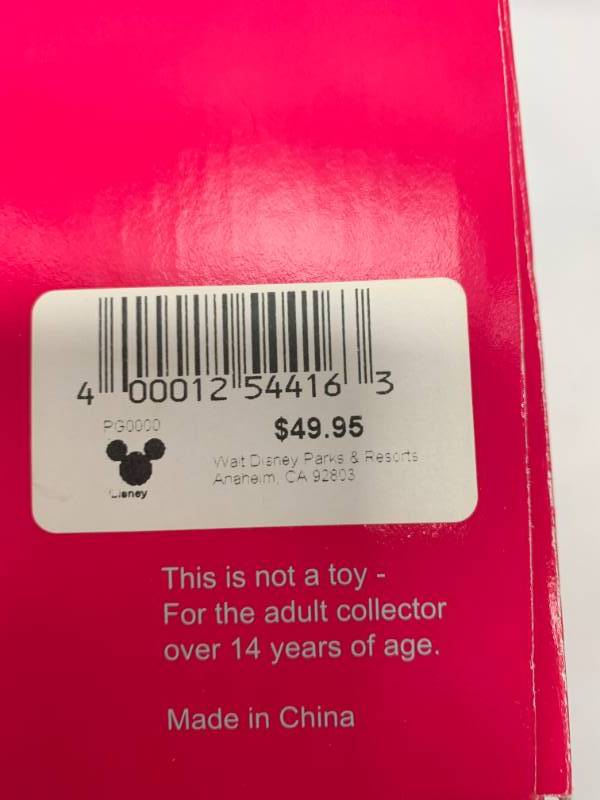 4 00012 54416 3
PG0000
$49.95
Disney
Walt Disney Parks & Resorts
Anaheim, CA 92803
This is not a toy -
For the adult collector
over 14 years of age.
Made in China